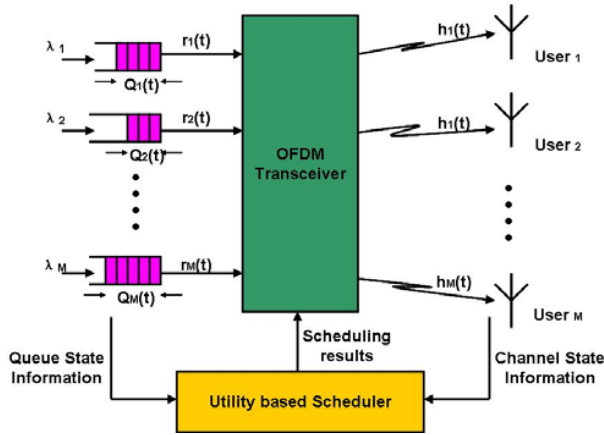 λ 1 r1(t) h1(t)
Q1(t) User 1
λ 2 r2(t) h1(t)
Q2(t) User 2
OFDM
Transceiver
λ M rM(t) hM(t)
QM(t) User M
Queue State
Information
Scheduling
results
Channel State
Information
Utility based Scheduler